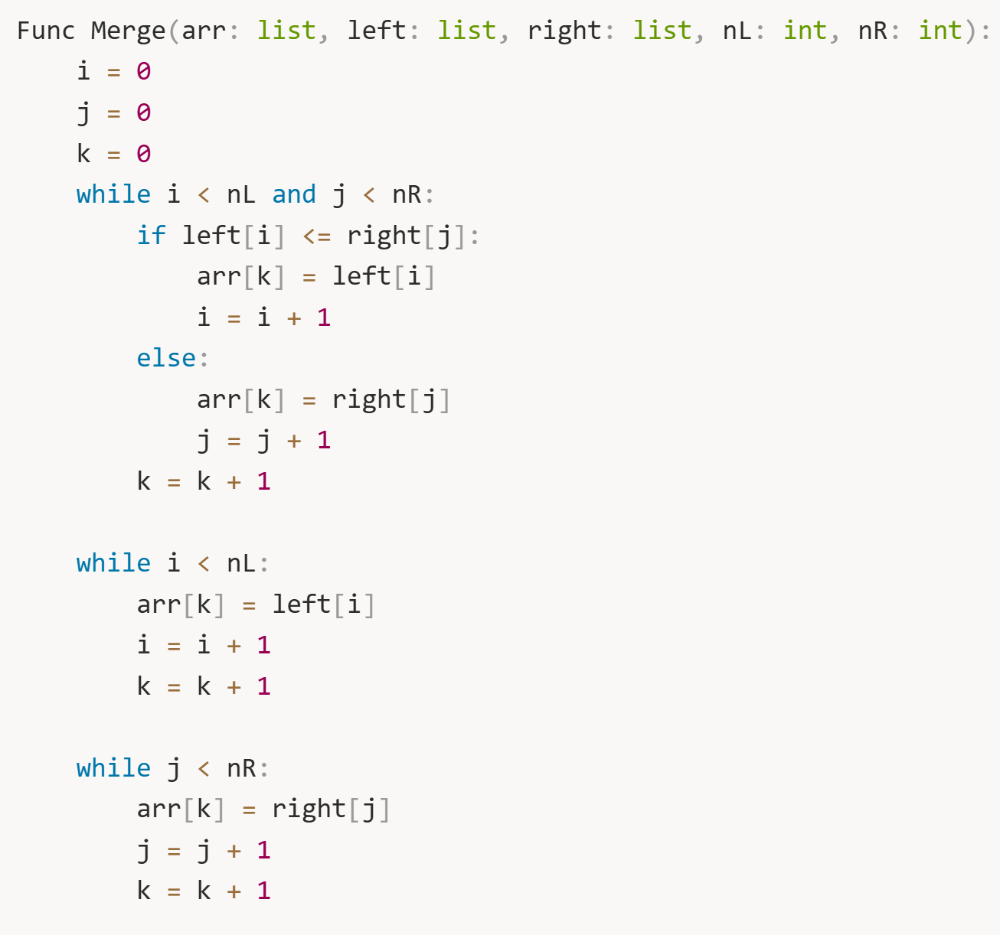 Func Merge(arr: list, left: list, right: list, nL: int, nR: int):
    i = 0
    j = 0
    k = 0
    while i < nL and j < nR:
        if left[i] <= right[j]:
            arr[k] = left[i]
            i = i + 1
        else:
            arr[k] = right[j]
            j = j + 1
        k = k + 1

    while i < nL:
        arr[k] = left[i]
        i = i + 1
        k = k + 1

    while j < nR:
        arr[k] = right[j]
        j = j + 1
        k = k + 1